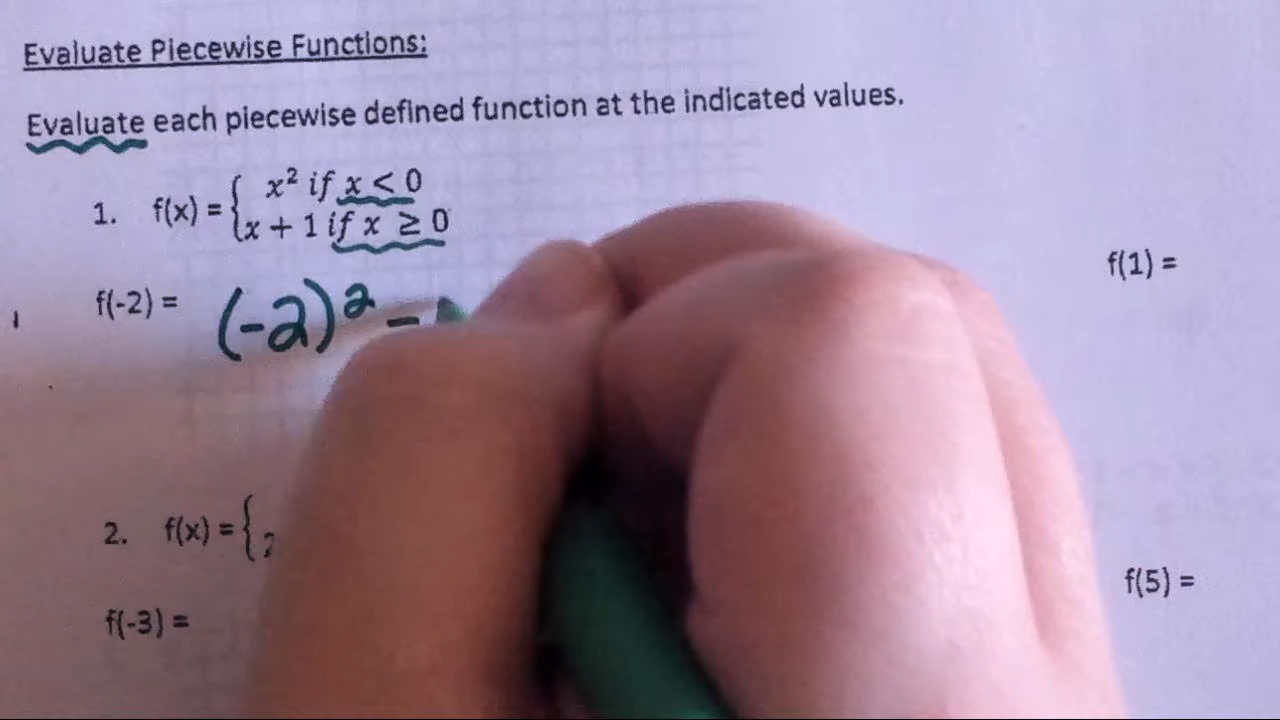 Evaluate Piecewise Functions:
Evaluate each piecewise defined function at the indicated values.
1. f(x) = { x² if x < 0
x + 1 if x ≥ 0
f(-2) = (-2)² - f(1) =
2. f(x) = {
f(-3) = f(5) =